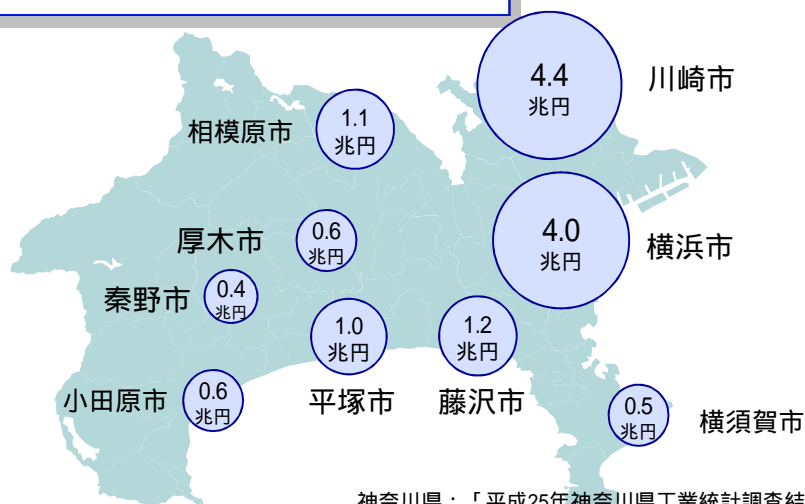 4.4
兆円
川崎市
1.1
兆円
相模原市
4.0
兆円
横浜市
厚木市
0.6
兆円
秦野市
0.4
兆円
1.0
兆円
平塚市
1.2
兆円
藤沢市
小田原市
0.6
兆円
0.5
兆円
横須賀市
神奈川県：「平成25年神奈川県工業統計調査結